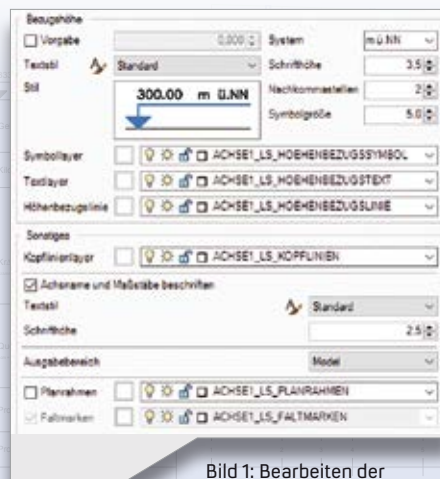 Bezugshöhe
Vorgabe 0,000 System m ü.NN
Textstil Standard Schrifthöhe 3.5
Stil 300.00 m ü.NN Nachkommastellen 2
Symbolgröße 5.0
Symbollayer ACHSE1_LS_HOEHENBEZUGSSYMBOL
Textlayer ACHSE1_LS_HOEHENBEZUGSTEXT
Höhenbezugslinie ACHSE1_LS_HOEHENBEZUGSLINIE
Sonstiges
Kopflinienlayer ACHSE1_LS_KOPFLINIEN
Achsname und Maßstäbe beschriften
Textstil Standard
Schrifthöhe 2.5
Ausgabebereich Model
Planrahmen ACHSE1_LS_PLANRAHMEN
Faltmarken ACHSE1_LS_FALTMARKEN
Bild 1: Bearbeiten der